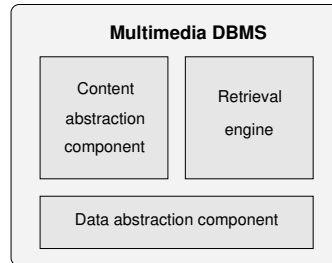 Multimedia DBMS
Content
abstraction
component
Retrieval
engine
Data abstraction component